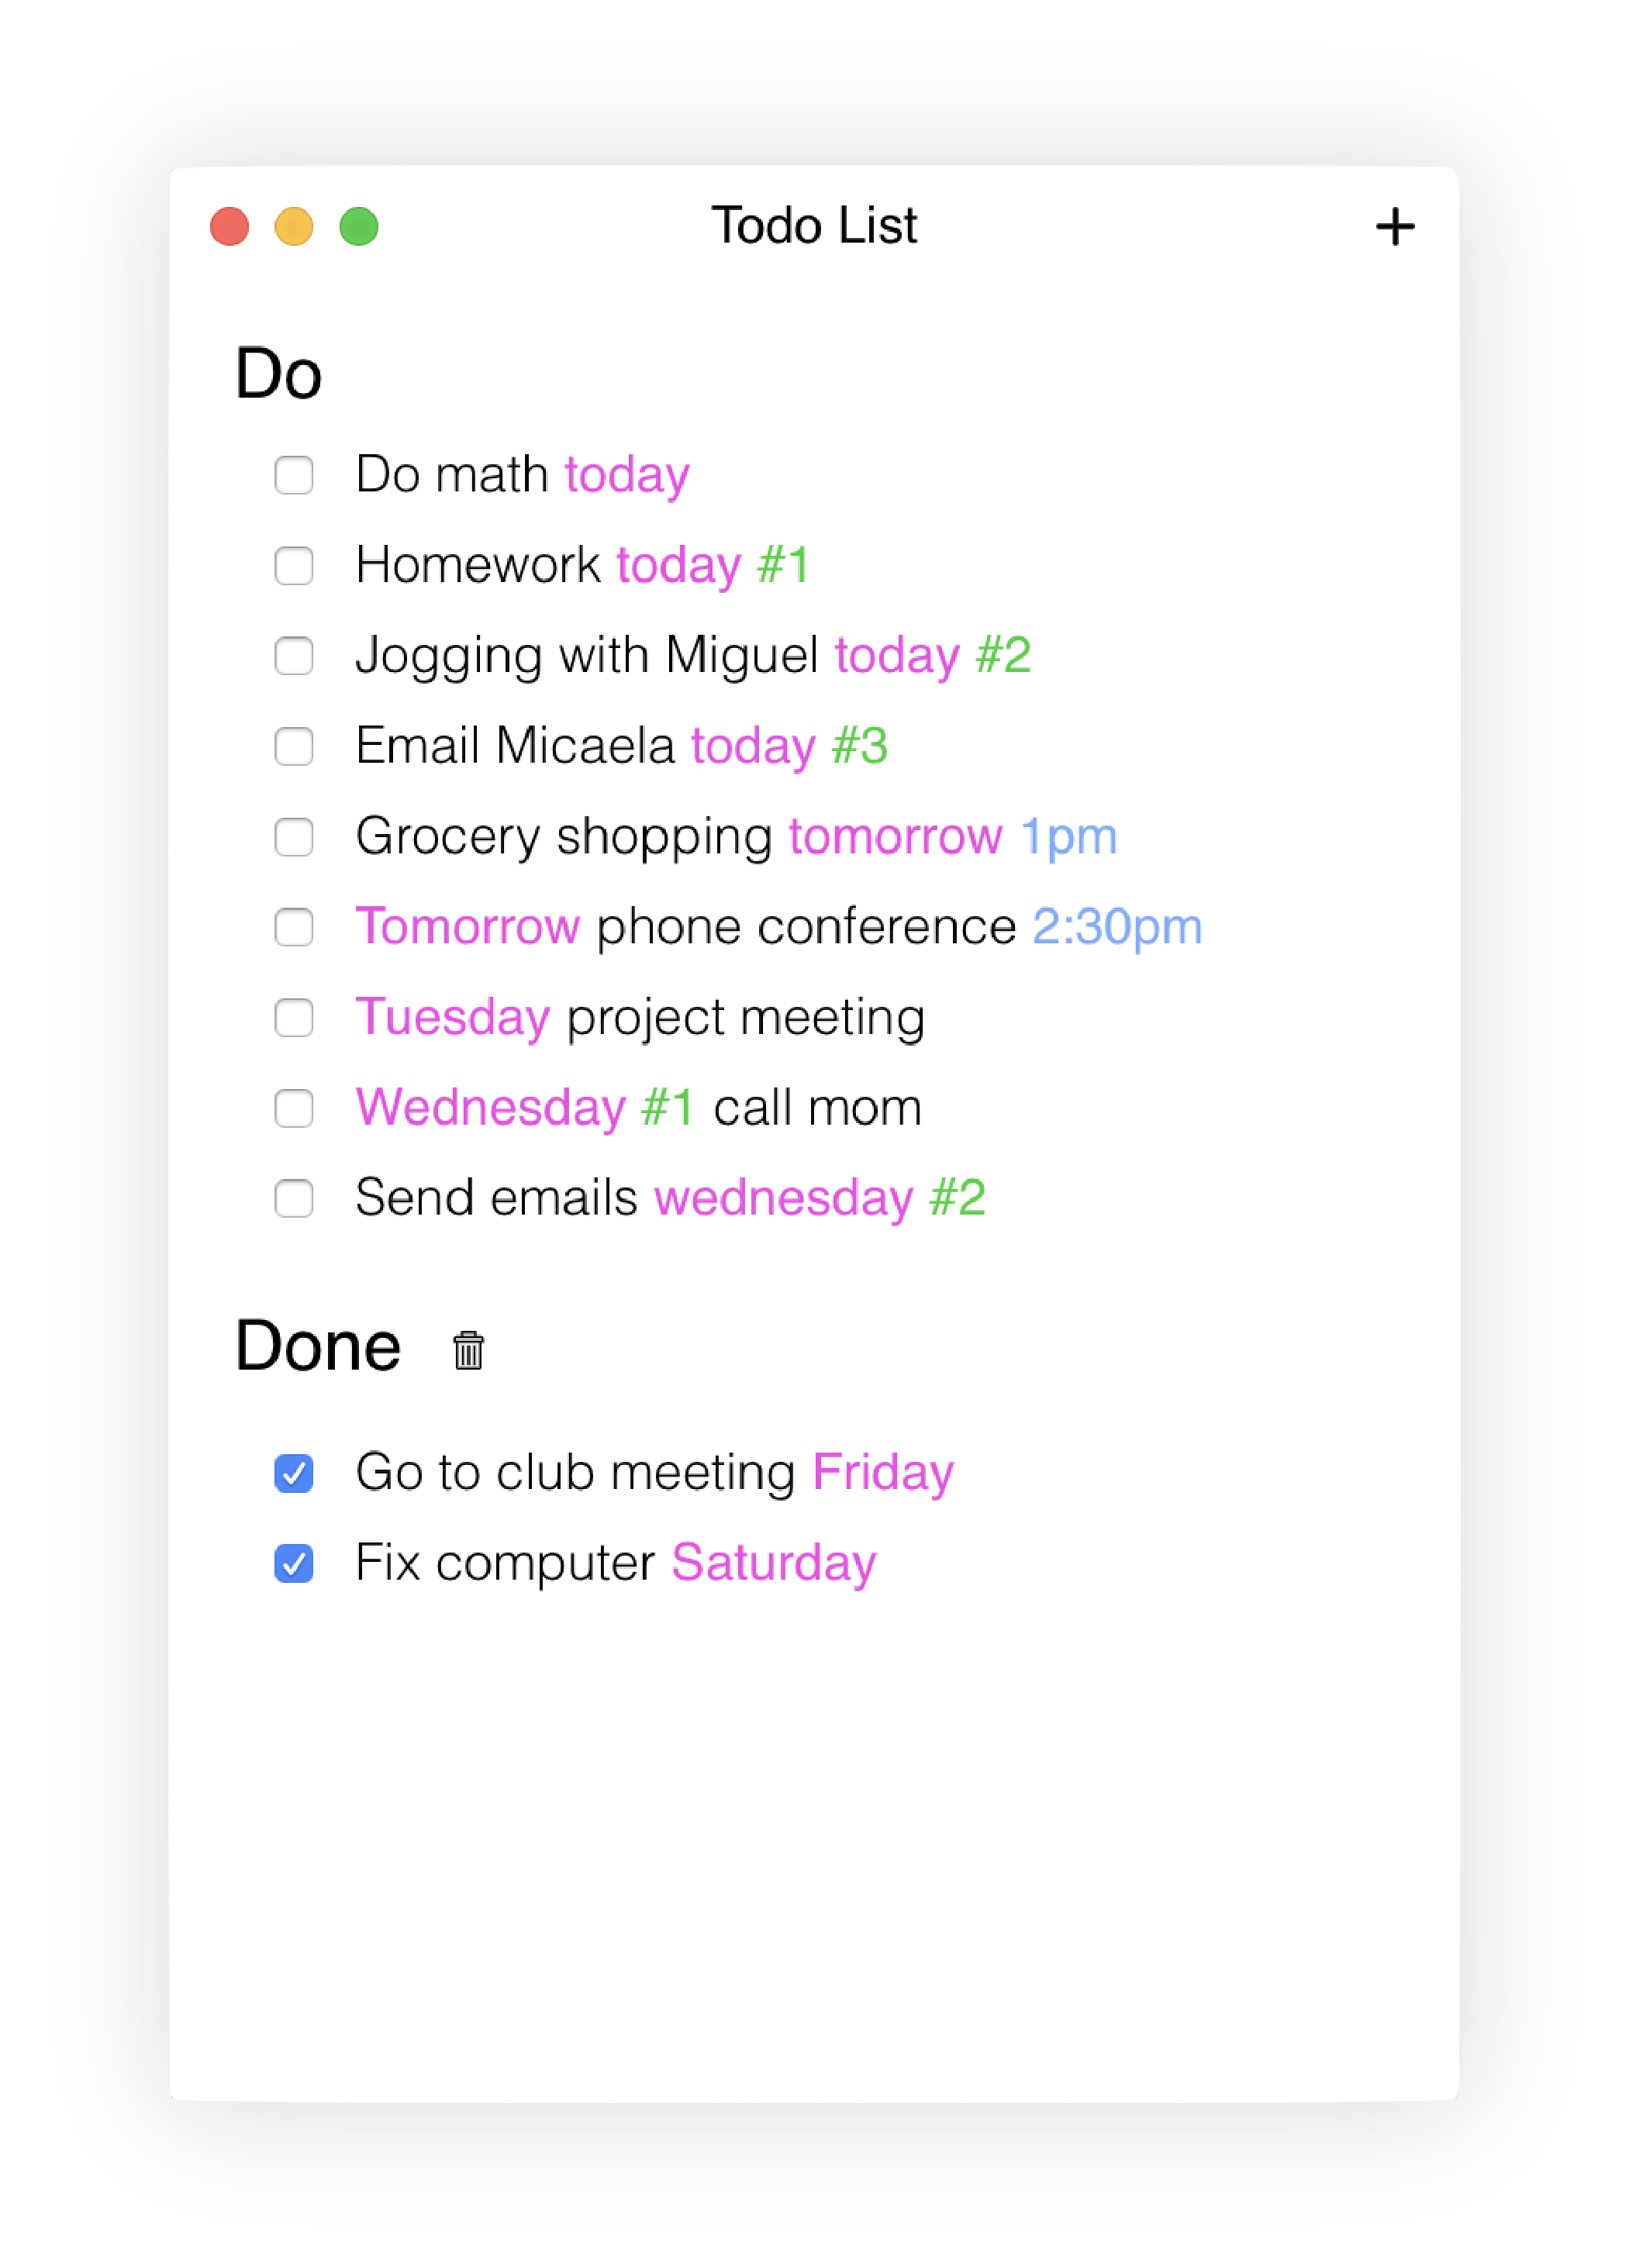 Todo List
Do
Do math today
Homework today #1
Jogging with Miguel today #2
Email Micaela today #3
Grocery shopping tomorrow 1pm
Tomorrow phone conference 2:30pm
Tuesday project meeting
Wednesday #1 call mom
Send emails wednesday #2
Done
Go to club meeting Friday
Fix computer Saturday